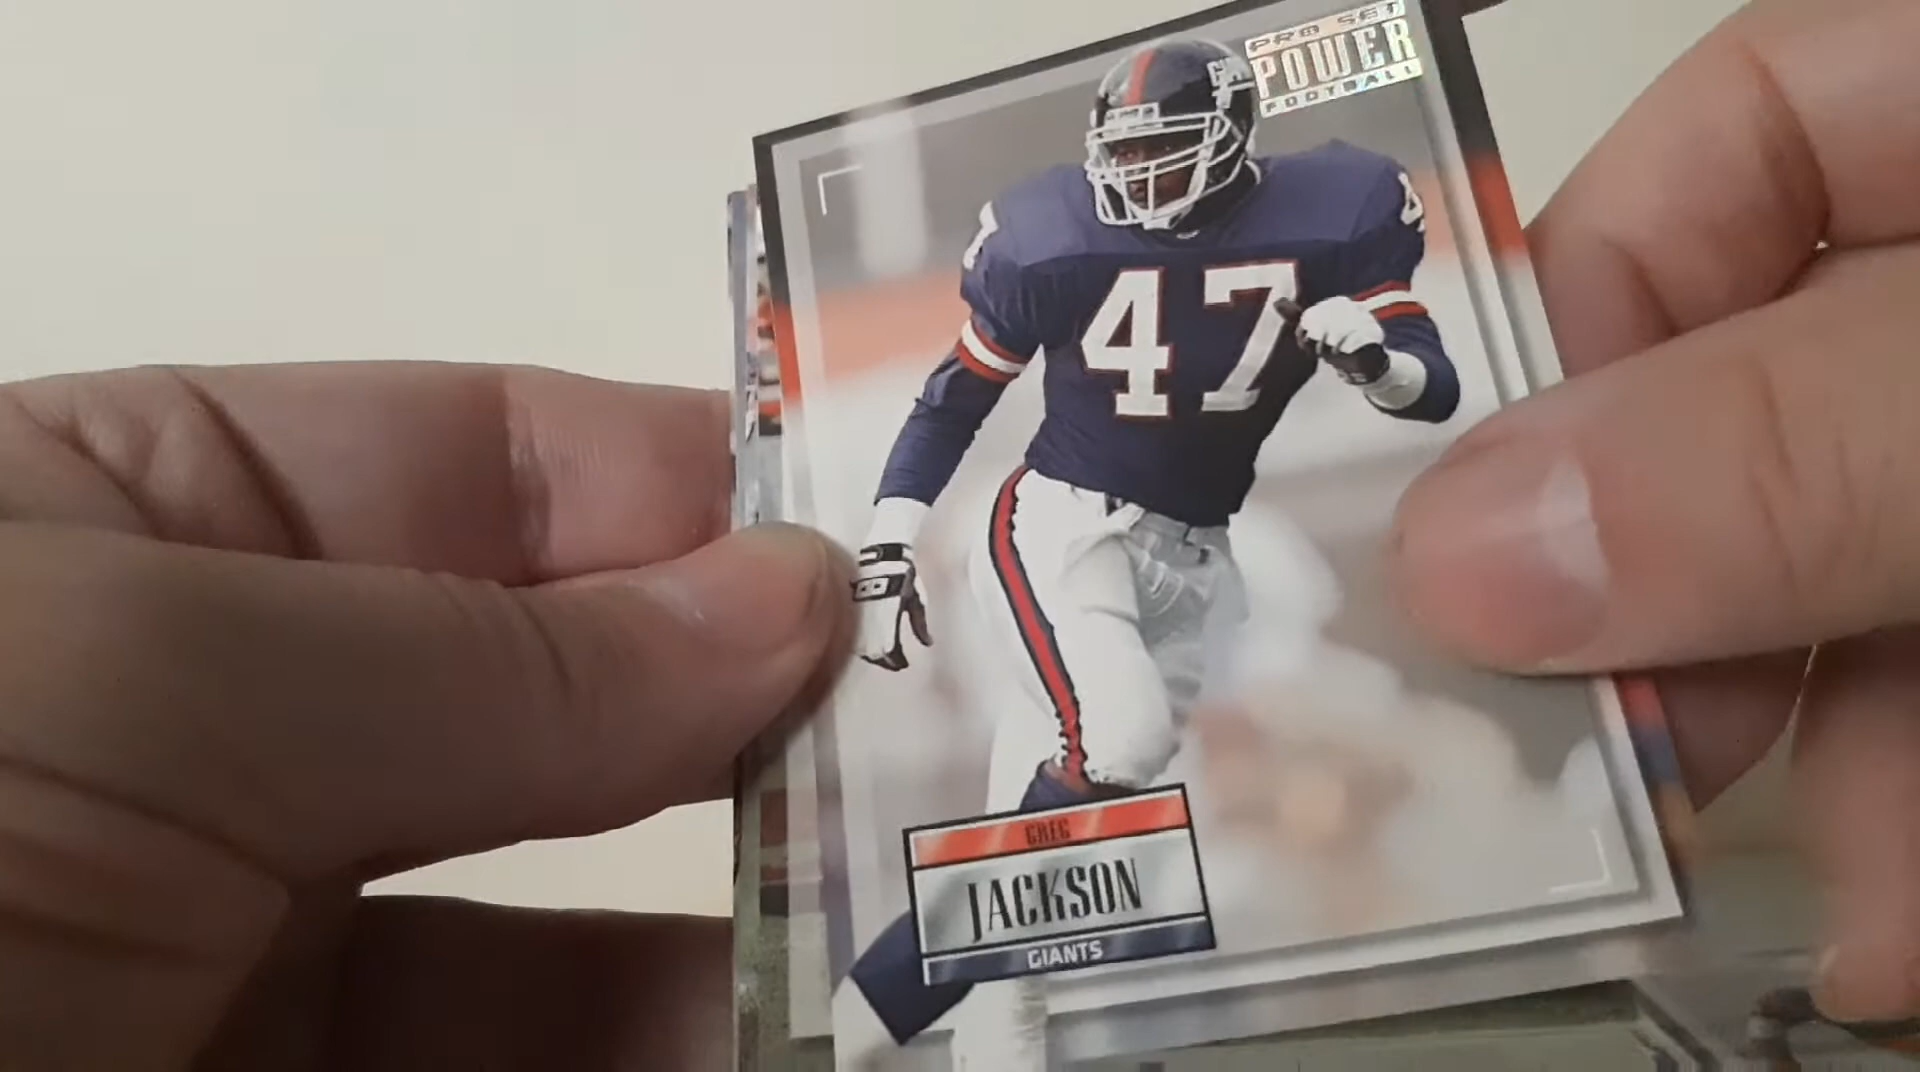 PRO SET
POWER
FOOTBALL
47
GREG
JACKSON
GIANTS